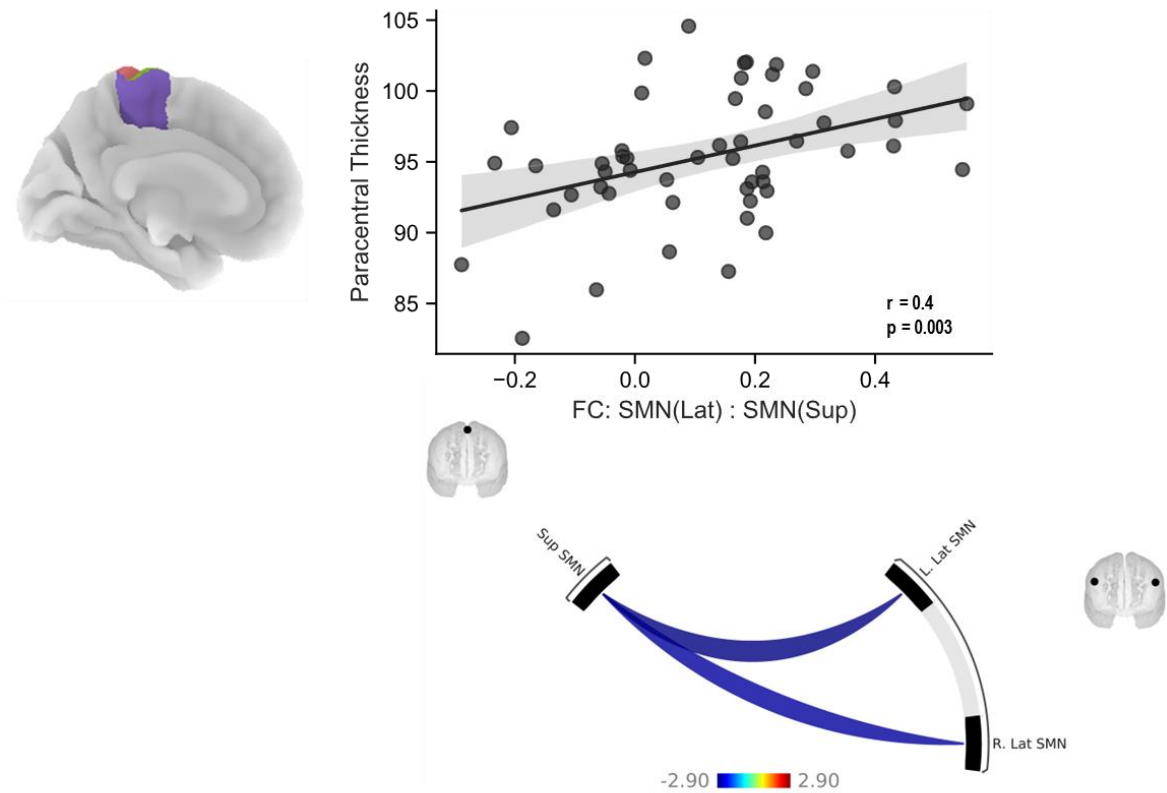 105
100
95
90
85
Paracentral Thickness
r = 0.4
p = 0.003
−0.2 0.0 0.2 0.4
FC: SMN(Lat) : SMN(Sup)
Sup SMN
L. Lat SMN
R. Lat SMN
-2.90 2.90